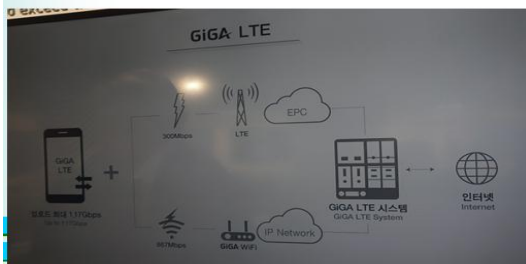 GiGA LTE
300Mbps
LTE
EPC
GiGA
LTE
867Mbps
GiGA WiFi
IP Network
GiGA LTE 시스템
GiGA LTE System
인터넷
Internet